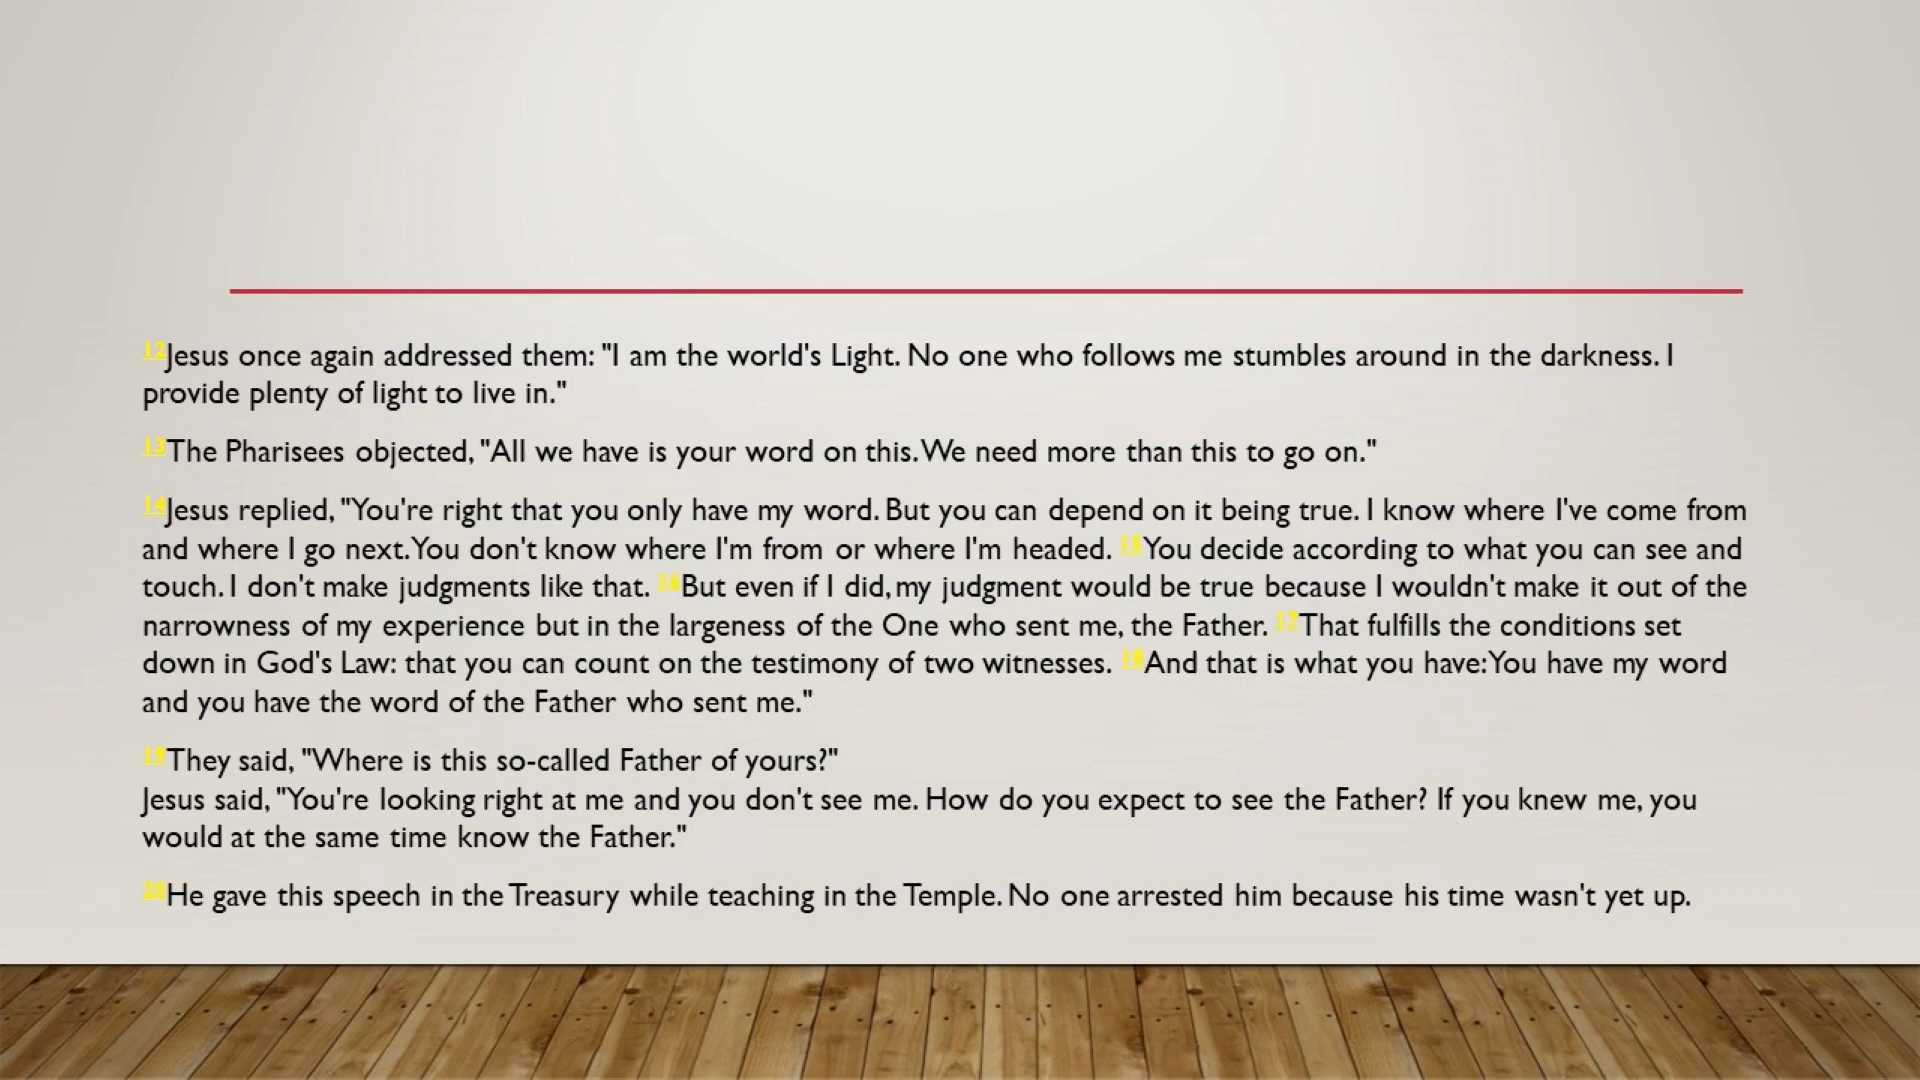 12Jesus once again addressed them: "I am the world's Light. No one who follows me stumbles around in the darkness. I
provide plenty of light to live in."
13The Pharisees objected, "All we have is your word on this. We need more than this to go on."
14Jesus replied, "You're right that you only have my word. But you can depend on it being true. I know where I've come from
and where I go next. You don't know where I'm from or where I'm headed. 15You decide according to what you can see and
touch. I don't make judgments like that. 16But even if I did, my judgment would be true because I wouldn't make it out of the
narrowness of my experience but in the largeness of the One who sent me, the Father. 17That fulfills the conditions set
down in God's Law: that you can count on the testimony of two witnesses. 18And that is what you have: You have my word
and you have the word of the Father who sent me."
19They said, "Where is this so-called Father of yours?"
Jesus said, "You're looking right at me and you don't see me. How do you expect to see the Father? If you knew me, you
would at the same time know the Father."
20He gave this speech in the Treasury while teaching in the Temple. No one arrested him because his time wasn't yet up.